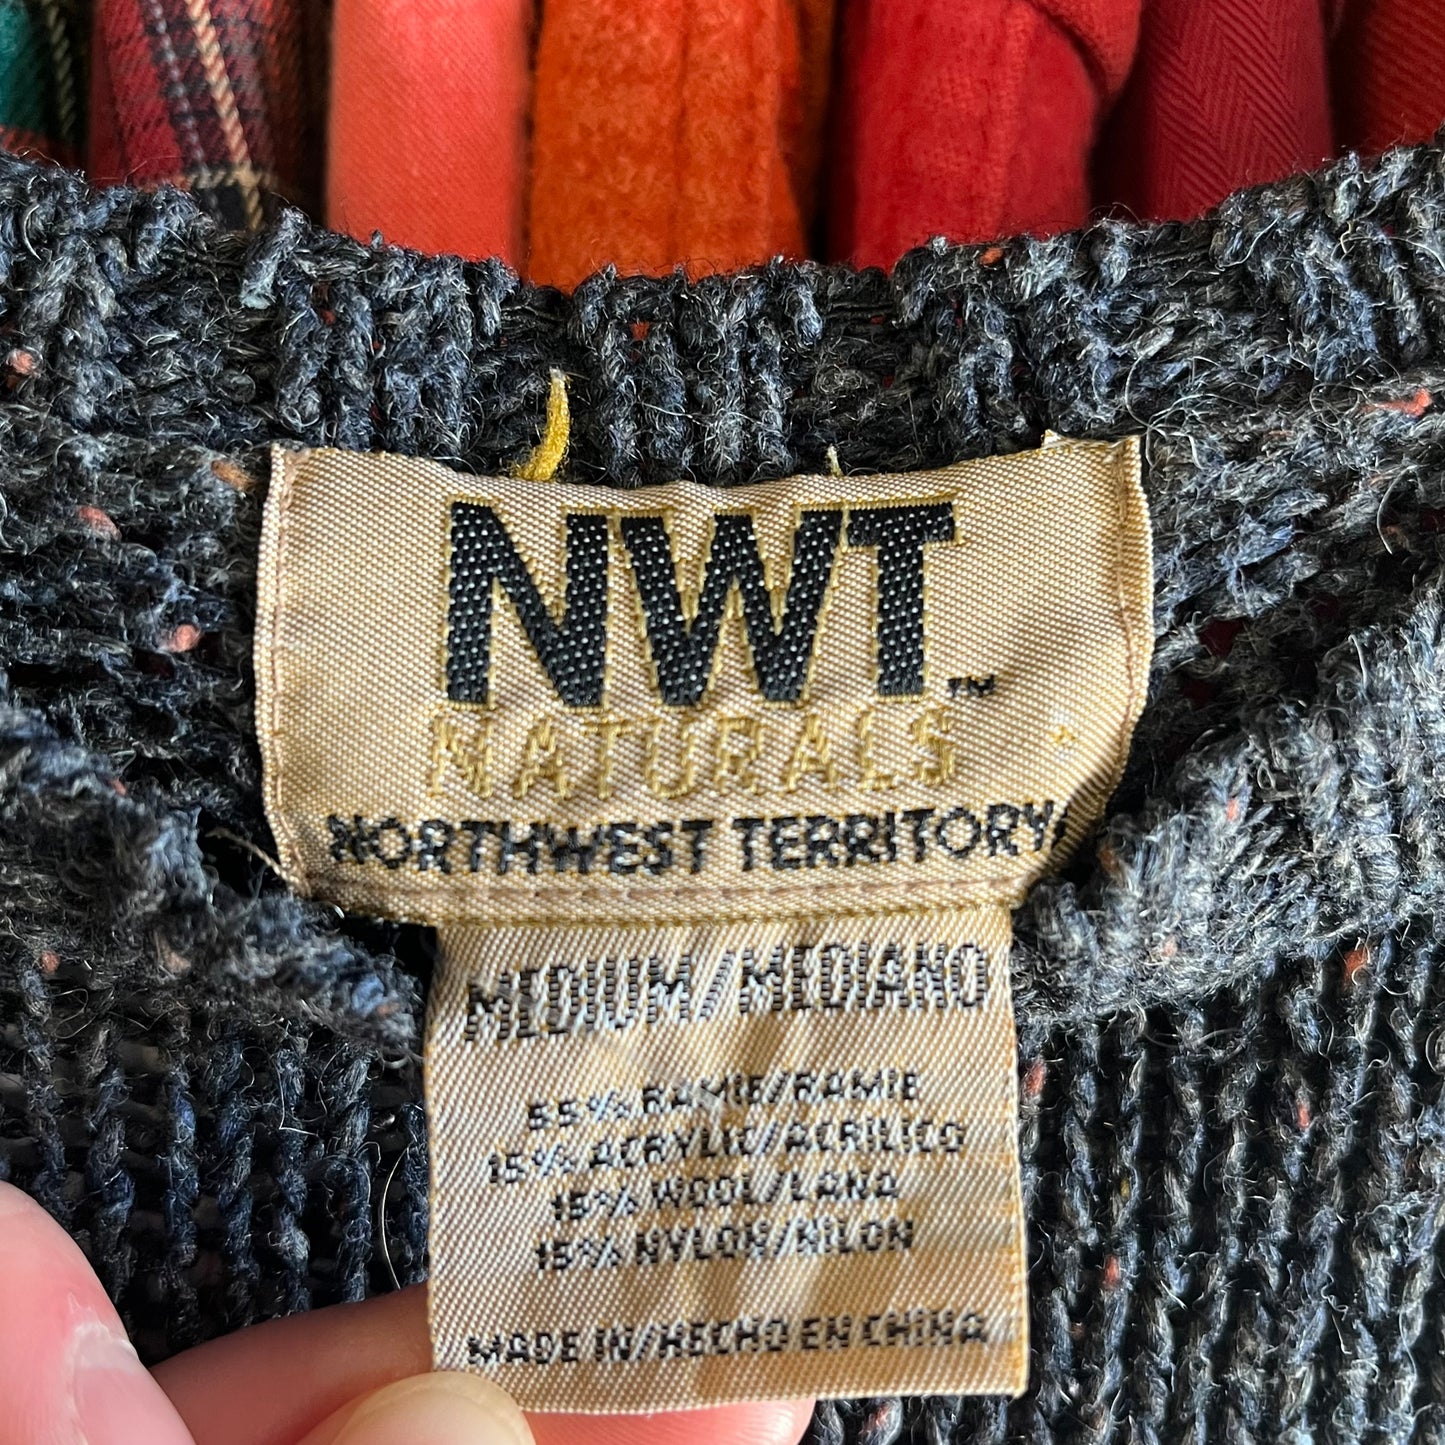 NWT™
NATURALS
NORTHWEST TERRITORY
MEDIUM/MEDIANO
55% RAMIE/RAMIE
15% ACRYLIC/ACRILICO
15% WOOL/LANA
15% NYLON/NILON
MADE IN/HECHO EN CHINA